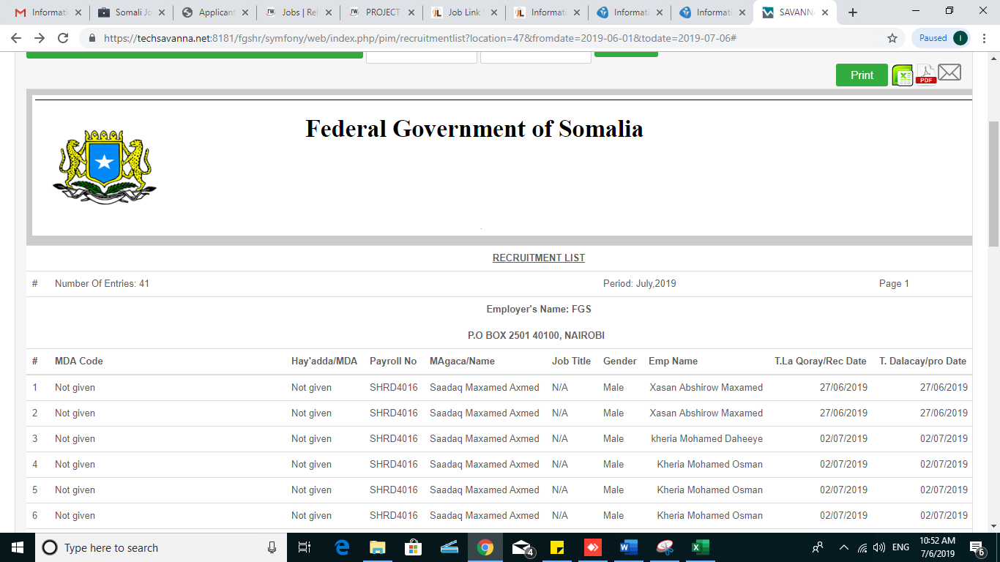 Informati
Somali Jo
Applicant
Jobs | Rel
PROJECT
Job Link
Informati
Informati
Informati
SAVANN
https://techsavanna.net:8181/fgshr/symfony/web/index.php/pim/recruitmentlist?location=47&fromdate=2019-06-01&todate=2019-07-06#
Paused I
Print
PDF
Federal Government of Somalia
RECRUITMENT LIST
# Number Of Entries: 41 Period: July,2019 Page 1
Employer's Name: FGS
P.O BOX 2501 40100, NAIROBI
# MDA Code Hay'adda/MDA Payroll No MAgaca/Name Job Title Gender Emp Name T.La Qoray/Rec Date T. Dalacay/pro Date
1 Not given Not given SHRD4016 Saadaq Maxamed Axmed N/A Male Xasan Abshirow Maxamed 27/06/2019 27/06/2019
2 Not given Not given SHRD4016 Saadaq Maxamed Axmed N/A Male Xasan Abshirow Maxamed 27/06/2019 27/06/2019
3 Not given Not given SHRD4016 Saadaq Maxamed Axmed N/A Male kheria Mohamed Daheeye 02/07/2019 02/07/2019
4 Not given Not given SHRD4016 Saadaq Maxamed Axmed N/A Male Kheria Mohamed Osman 02/07/2019 02/07/2019
5 Not given Not given SHRD4016 Saadaq Maxamed Axmed N/A Male Kheria Mohamed Osman 02/07/2019 02/07/2019
6 Not given Not given SHRD4016 Saadaq Maxamed Axmed N/A Male Kheria Mohamed Osman 02/07/2019 02/07/2019
Type here to search
4
ENG
10:52 AM
7/6/2019
6